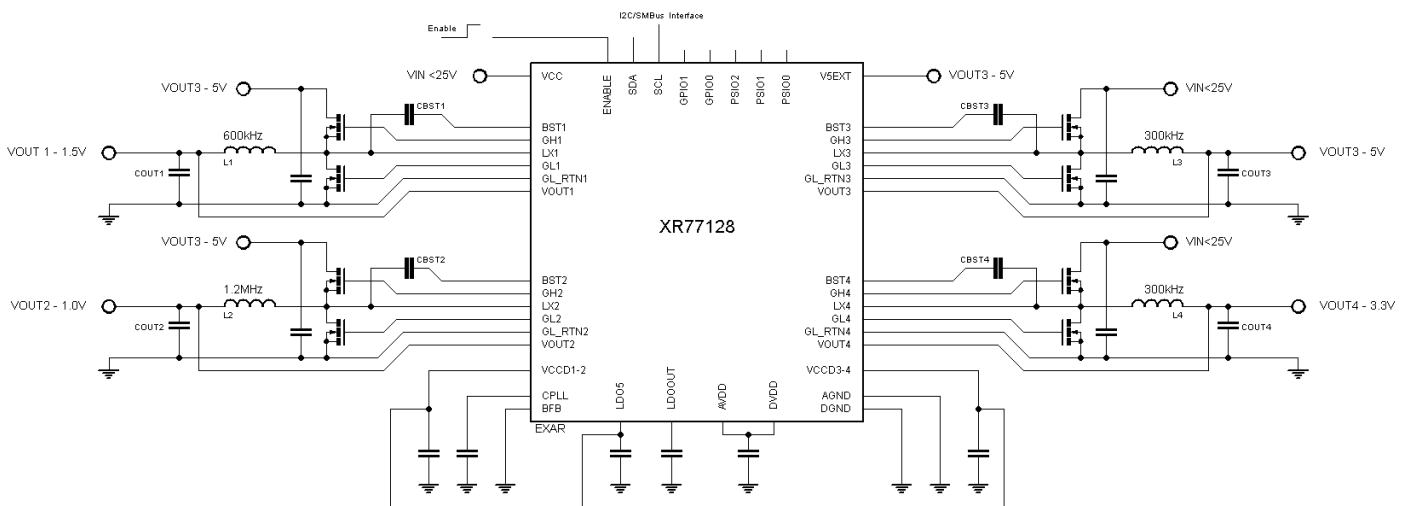 I2C/SMBus Interface
Enable
VIN <25V
VCC
ENABLE
SDA
SCL
GPIO1
GPIO0
PSIO2
PSIO1
PSIO0
V5EXT
VOUT3 - 5V
VOUT3 - 5V
CBST1
600kHz
L1
VOUT 1 - 1.5V
COUT1
BST1
GH1
LX1
GL1
GL_RTN1
VOUT1
VOUT3 - 5V
CBST2
1.2MHz
L2
VOUT2 - 1.0V
COUT2
BST2
GH2
LX2
GL2
GL_RTN2
VOUT2
VCCD1-2
CPLL
BFB
XR77128
BST3
GH3
LX3
GL3
GL_RTN3
VOUT3
CBST3
VIN<25V
300kHz
L3
VOUT3 - 5V
COUT3
BST4
GH4
LX4
GL4
GL_RTN4
VOUT4
CBST4
VIN<25V
300kHz
L4
VOUT4 - 3.3V
COUT4
VCCD3-4
AGND
DGND
LDO5
LDOOUT
AVDD
DVDD
EXAR